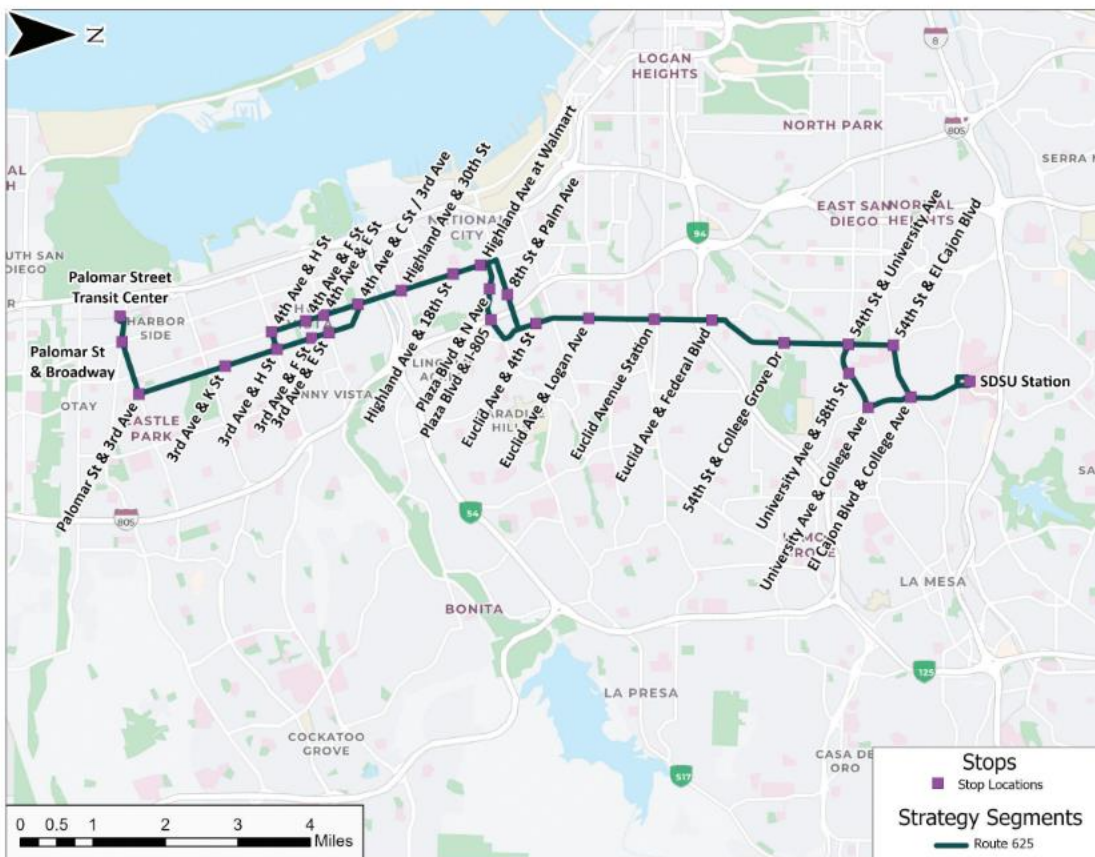 N
LOGAN
HEIGHTS
8
NORTH PARK
805
SERRA M
EAST SAN
DIEGO
NORMAL
HEIGHTS
NATIONAL
CITY
94
UTH SAN
DIEGO
Palomar Street
Transit Center
HARBOR
SIDE
Palomar St
& Broadway
OTAY
CASTLE
PARK
Palomar St & 3rd Ave
3rd Ave & K St
3rd Ave & H St
3rd Ave & F St
3rd Ave & E St
4th Ave & H St
4th Ave & F St
4th Ave & E St
4th Ave & C St / 3rd Ave
Highland Ave & 30th St
Highland Ave & 18th St
Highland Ave at Walmart
Plaza Blvd & N Ave
Plaza Blvd & I-805
8th St & Palm Ave
Euclid Ave & 4th St
Euclid Ave & Logan Ave
Euclid Avenue Station
Euclid Ave & Federal Blvd
54th St & College Grove Dr
54th St & University Ave
54th St & El Cajon Blvd
University Ave & 58th St
University Ave & College Ave
El Cajon Blvd & College Ave
SDSU Station
NNY VISTA
805
54
BONITA
LA MESA
LA PRESA
125
COCKATOO
GROVE
S17
CASA DE
ORO
Stops
Stop Locations
Strategy Segments
Route 625
0 0.5 1 2 3 4
Miles